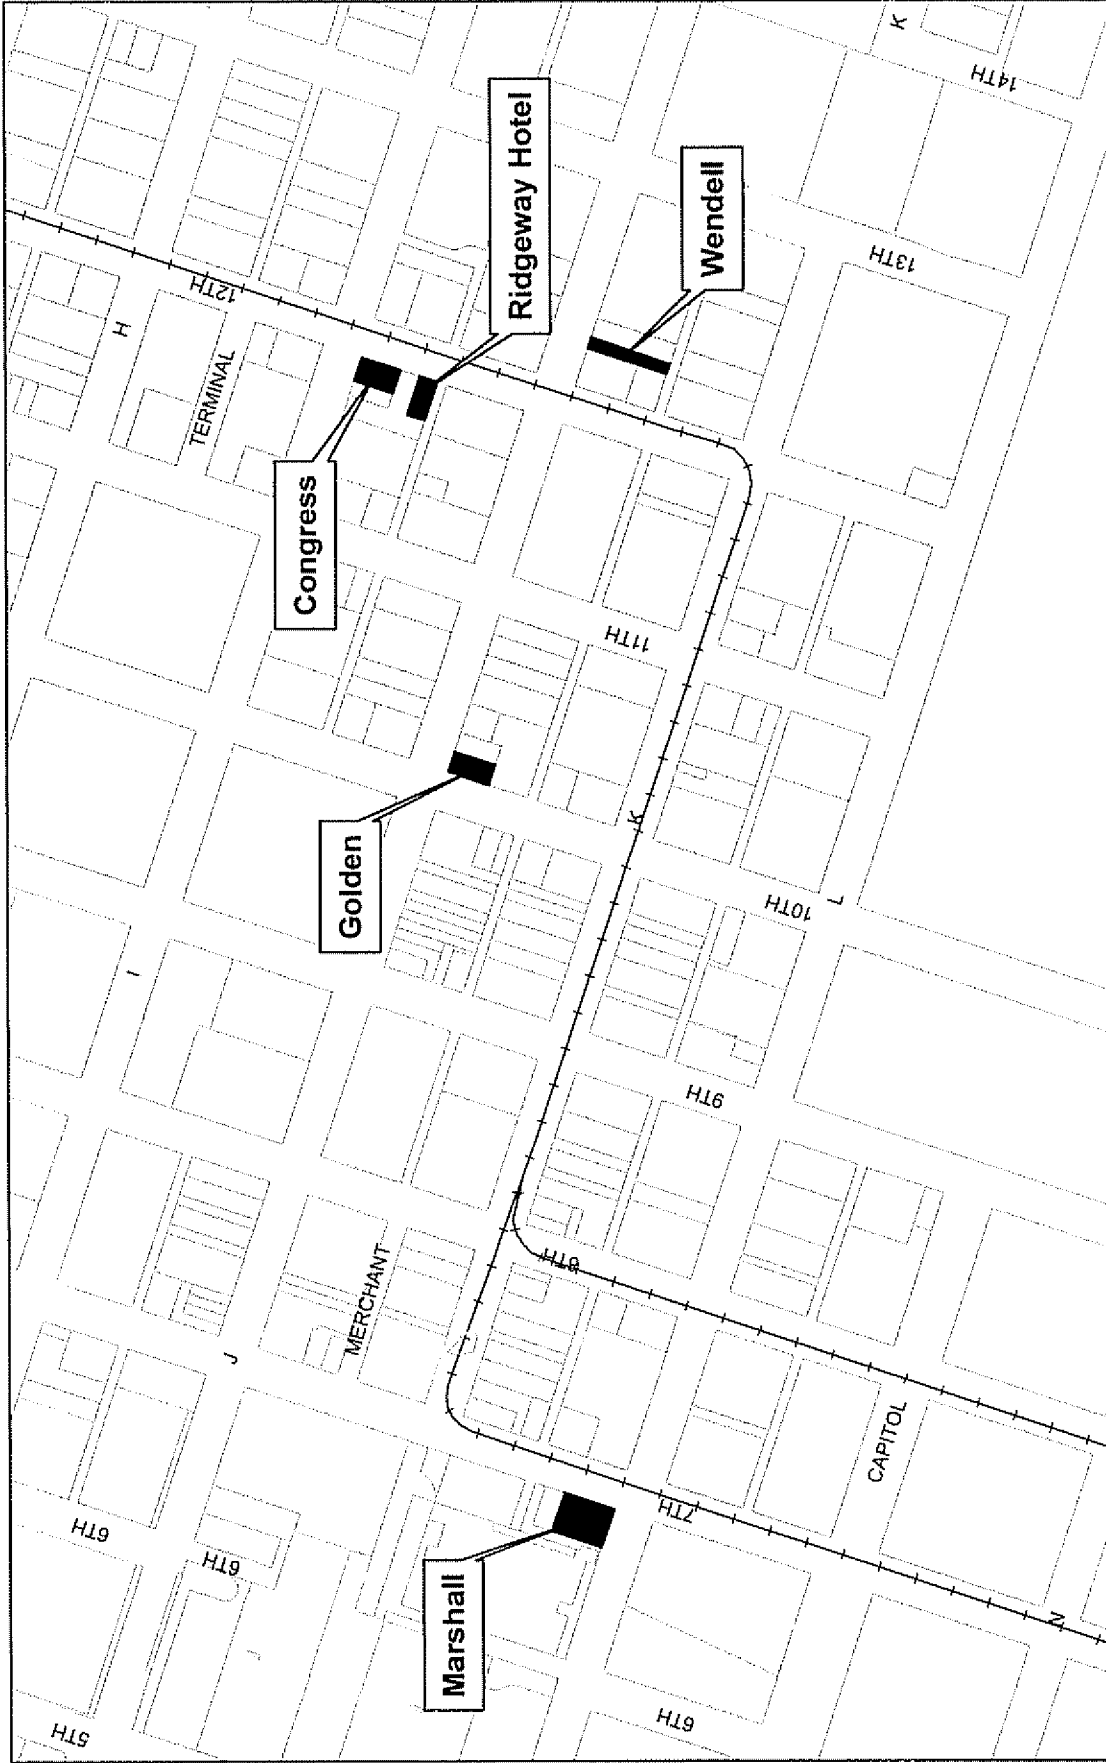 5TH
6TH
H
I
TERMINAL
12TH
6TH
J
Congress
Golden
MERCHANT
Marshall
Ridgeway Hotel
8TH
11TH
K
6TH
7TH
9TH
Wendell
10TH
L
CAPITOL
13TH
K
14TH
N